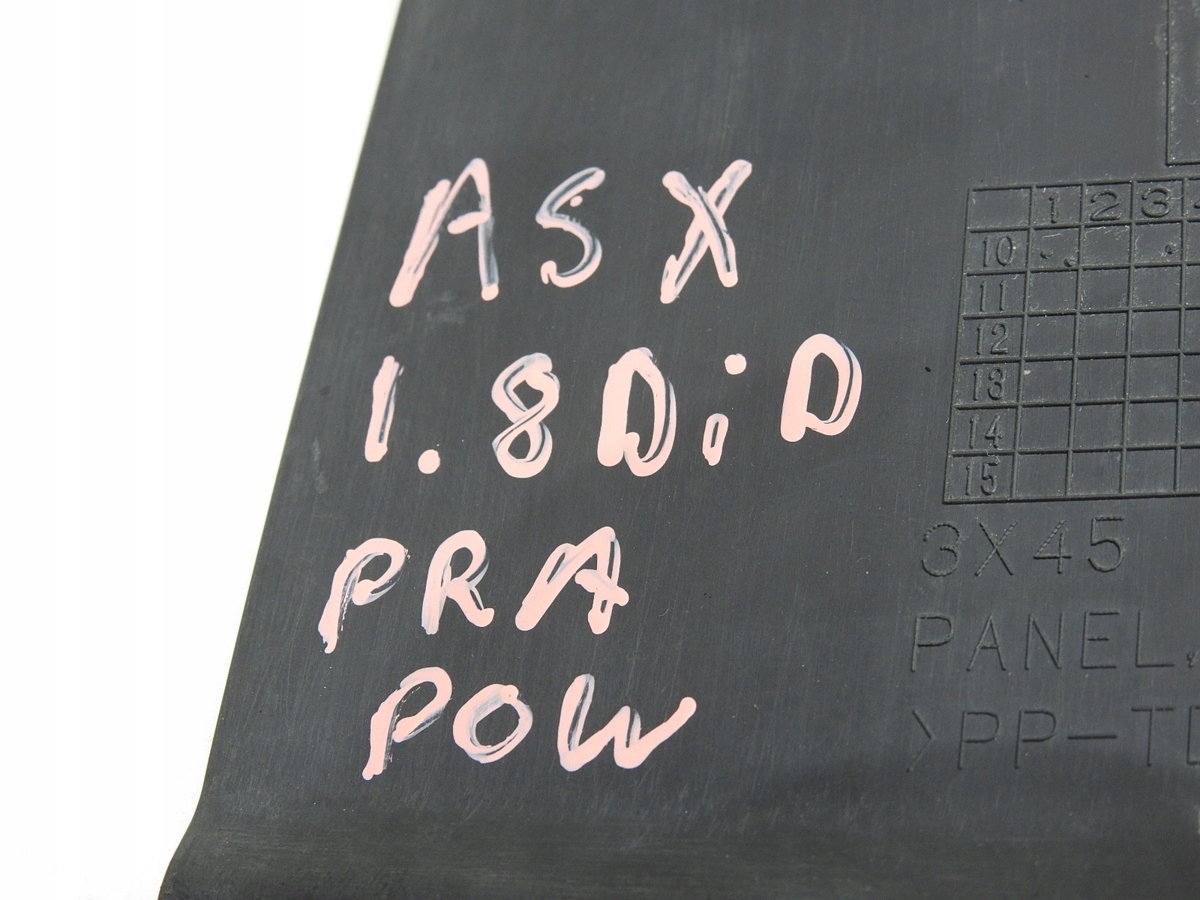 ASX
1.8DiD
PRA
POW
1 2 3
10
11
12
13
14
15
3X45
PANEL,
>PP-T